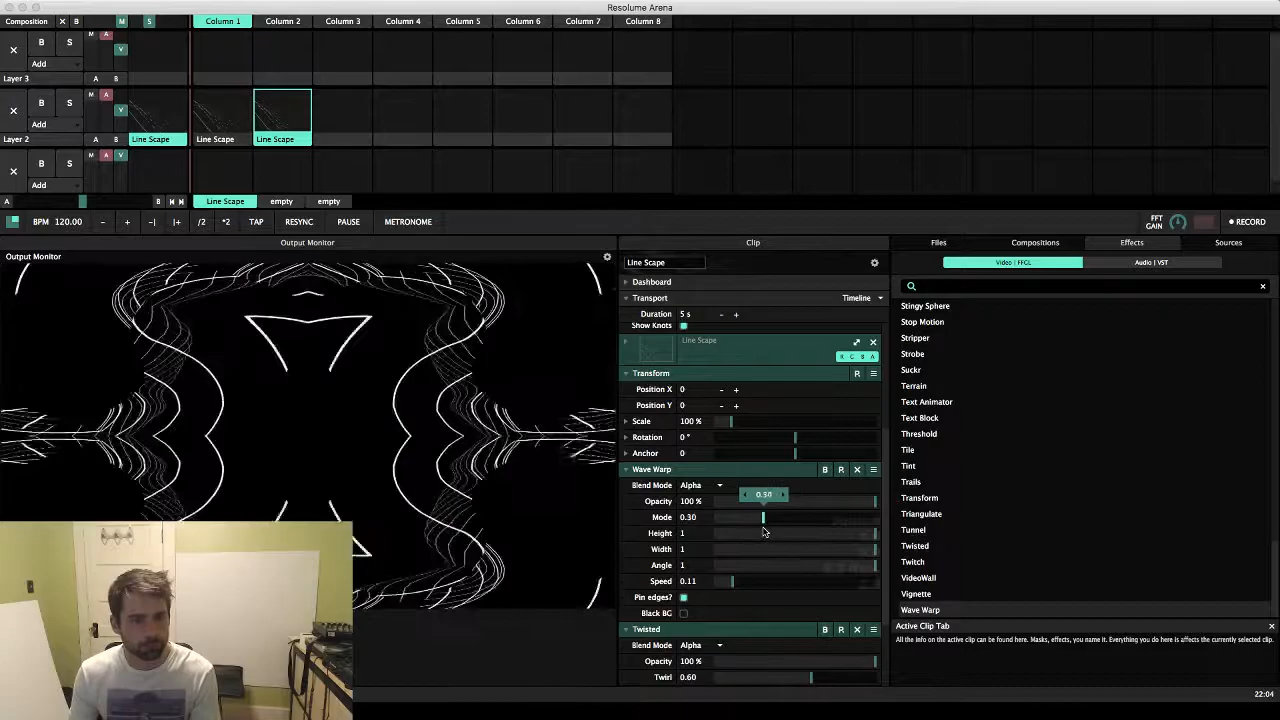 Resolume Arena
Composition X B M S Column 1 Column 2 Column 3 Column 4 Column 5 Column 6 Column 7 Column 8
B S M A V
Add
Layer 3 A B
B S M A V
Add
Layer 2 A B Line Scape Line Scape Line Scape
B S M A V
Add
A B Line Scape empty empty
BPM 120.00 - + -| |+ /2 *2 TAP RESYNC PAUSE METRONOME FFT GAIN RECORD
Output Monitor Clip Files Compositions Effects Sources
Output Monitor
Line Scape
Video | FFGL Audio | VST
Dashboard
Transport Timeline
Duration 5 s - +
Show Knots
Line Scape
R G B A
Transform P.
Position X 0 - +
Position Y 0 - +
Scale 100 %
Rotation 0 °
Anchor 0
Wave Warp B P.
Blend Mode Alpha
Opacity 100 %
0.30
Mode 0.30
Height 1
Width 1
Angle 1
Speed 0.11
Pin edges?
Black BG
Twisted B P.
Blend Mode Alpha
Opacity 100 %
Twirl 0.60
Stingy Sphere
Stop Motion
Stripper
Strobe
Suckr
Terrain
Text Animator
Text Block
Threshold
Tile
Tint
Trails
Transform
Triangulate
Tunnel
Twisted
Twitch
VideoWall
Vignette
Wave Warp
Active Clip Tab
All the info on the active clip can be found here. Masks, effects, you name it. Everything you do here is affects the currently selected clip.
22:04